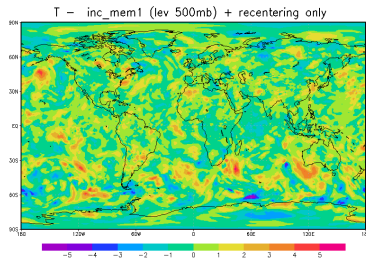 T - inc_mem1 (lev 500mb) + recentering only
90N
60N
30N
EQ
30S
60S
90S
180 120W 60W 0 60E 120E 18
-5 -4 -3 -2 -1 0 1 2 3 4 5